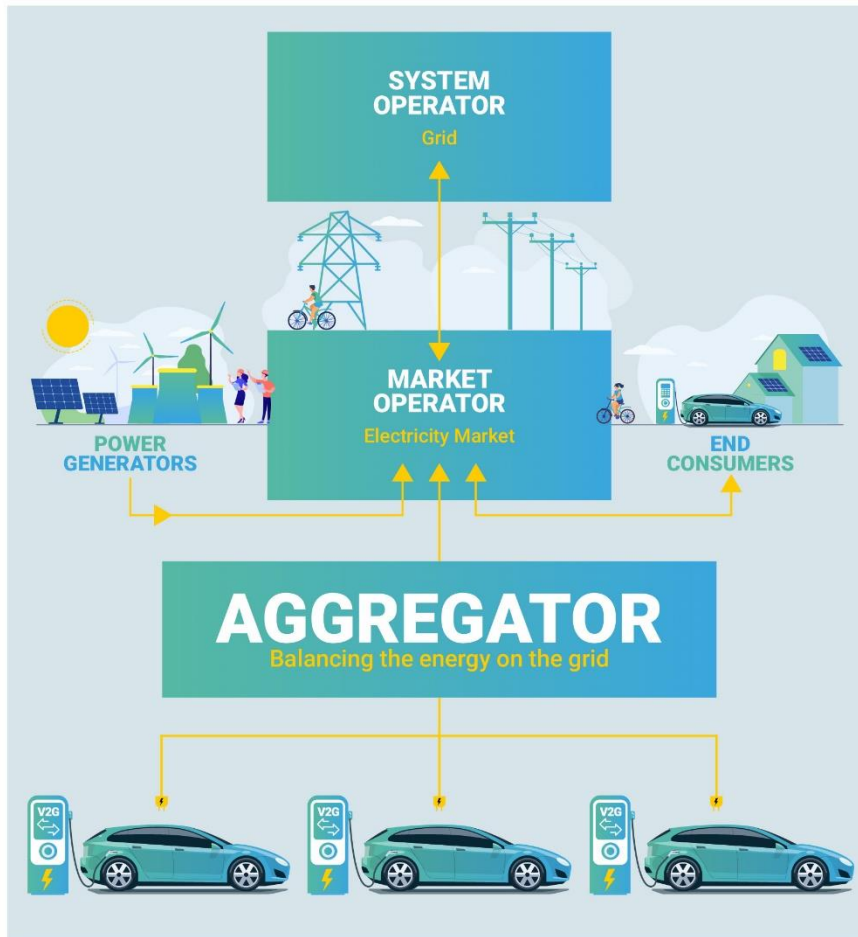 SYSTEM
OPERATOR
Grid
MARKET
OPERATOR
Electricity Market
POWER
GENERATORS
END
CONSUMERS
AGGREGATOR
Balancing the energy on the grid
V2G
V2G
V2G